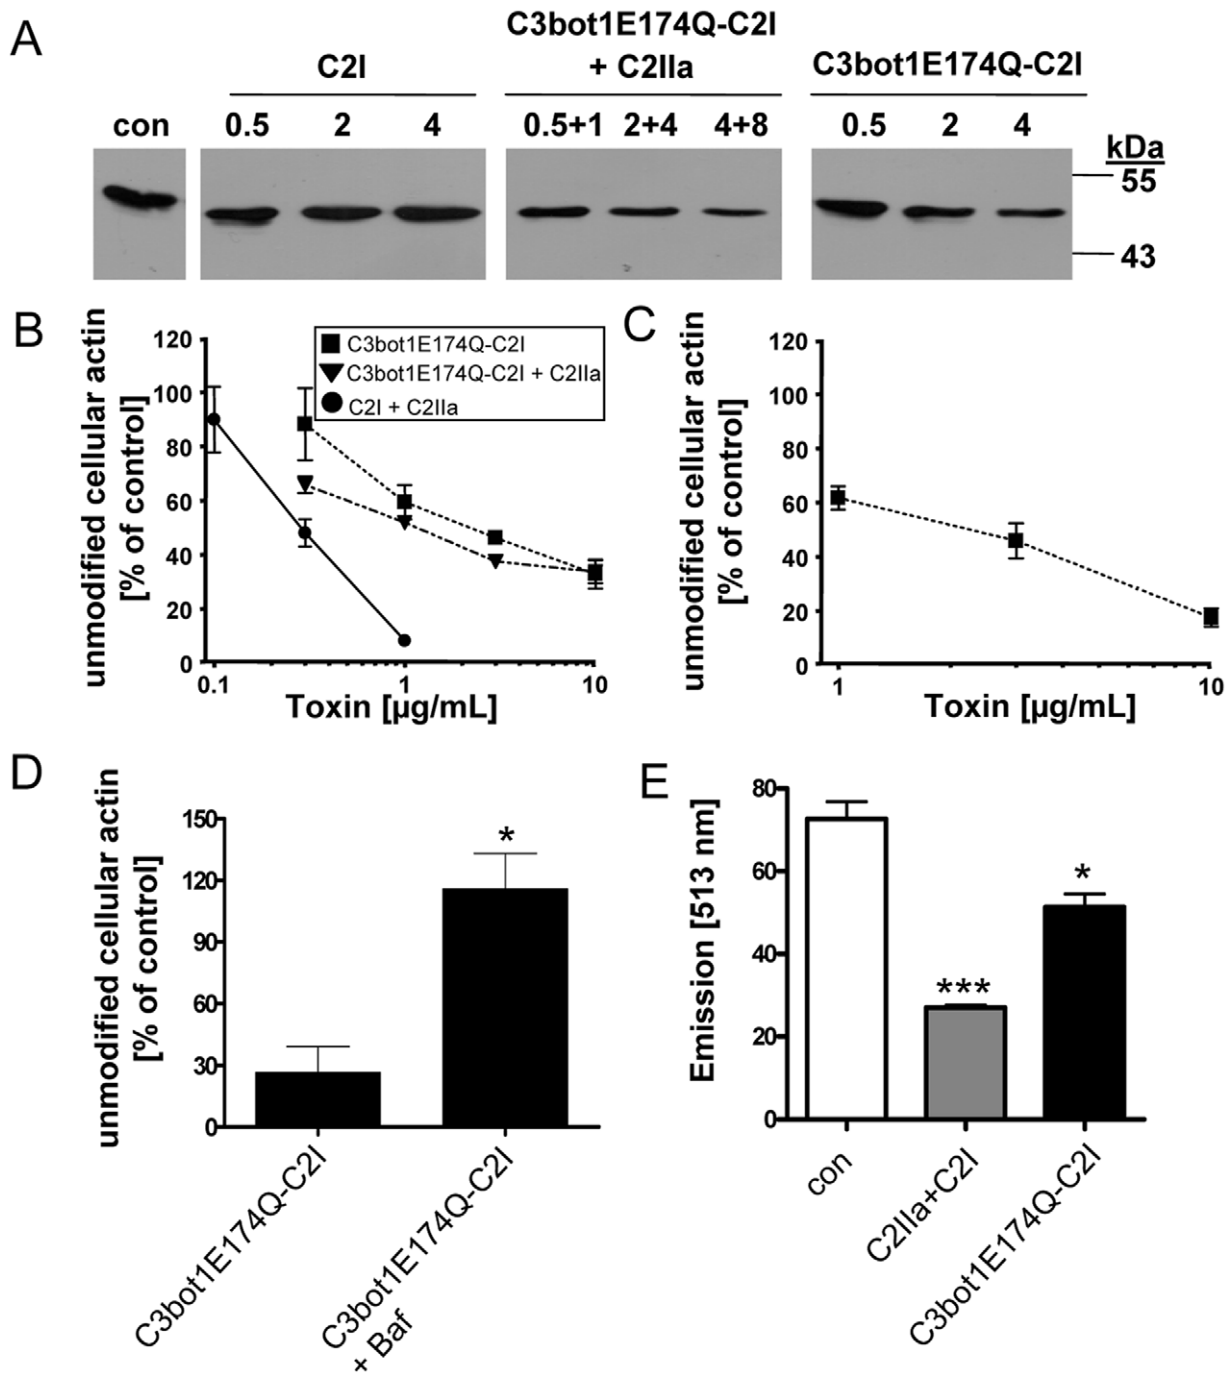 A
C2I
C3bot1E174Q-C2I
+ C2IIa
C3bot1E174Q-C2I
con
0.5 2 4
0.5+1 2+4 4+8
0.5 2 4
kDa
55
43
B
unmodified cellular actin
[% of control]
120
100
80
60
40
20
0
C3bot1E174Q-C2I
C3bot1E174Q-C2I + C2IIa
C2I + C2IIa
0.1 1 10
Toxin [µg/mL]
C
unmodified cellular actin
[% of control]
120
100
80
60
40
20
0
1 10
Toxin [µg/mL]
D
unmodified cellular actin
[% of control]
150
120
90
60
30
0
*
C3bot1E174Q-C2I
C3bot1E174Q-C2I
+ Baf
E
Emission [513 nm]
80
60
40
20
0
***
*
con
C2IIa+C2I
C3bot1E174Q-C2I